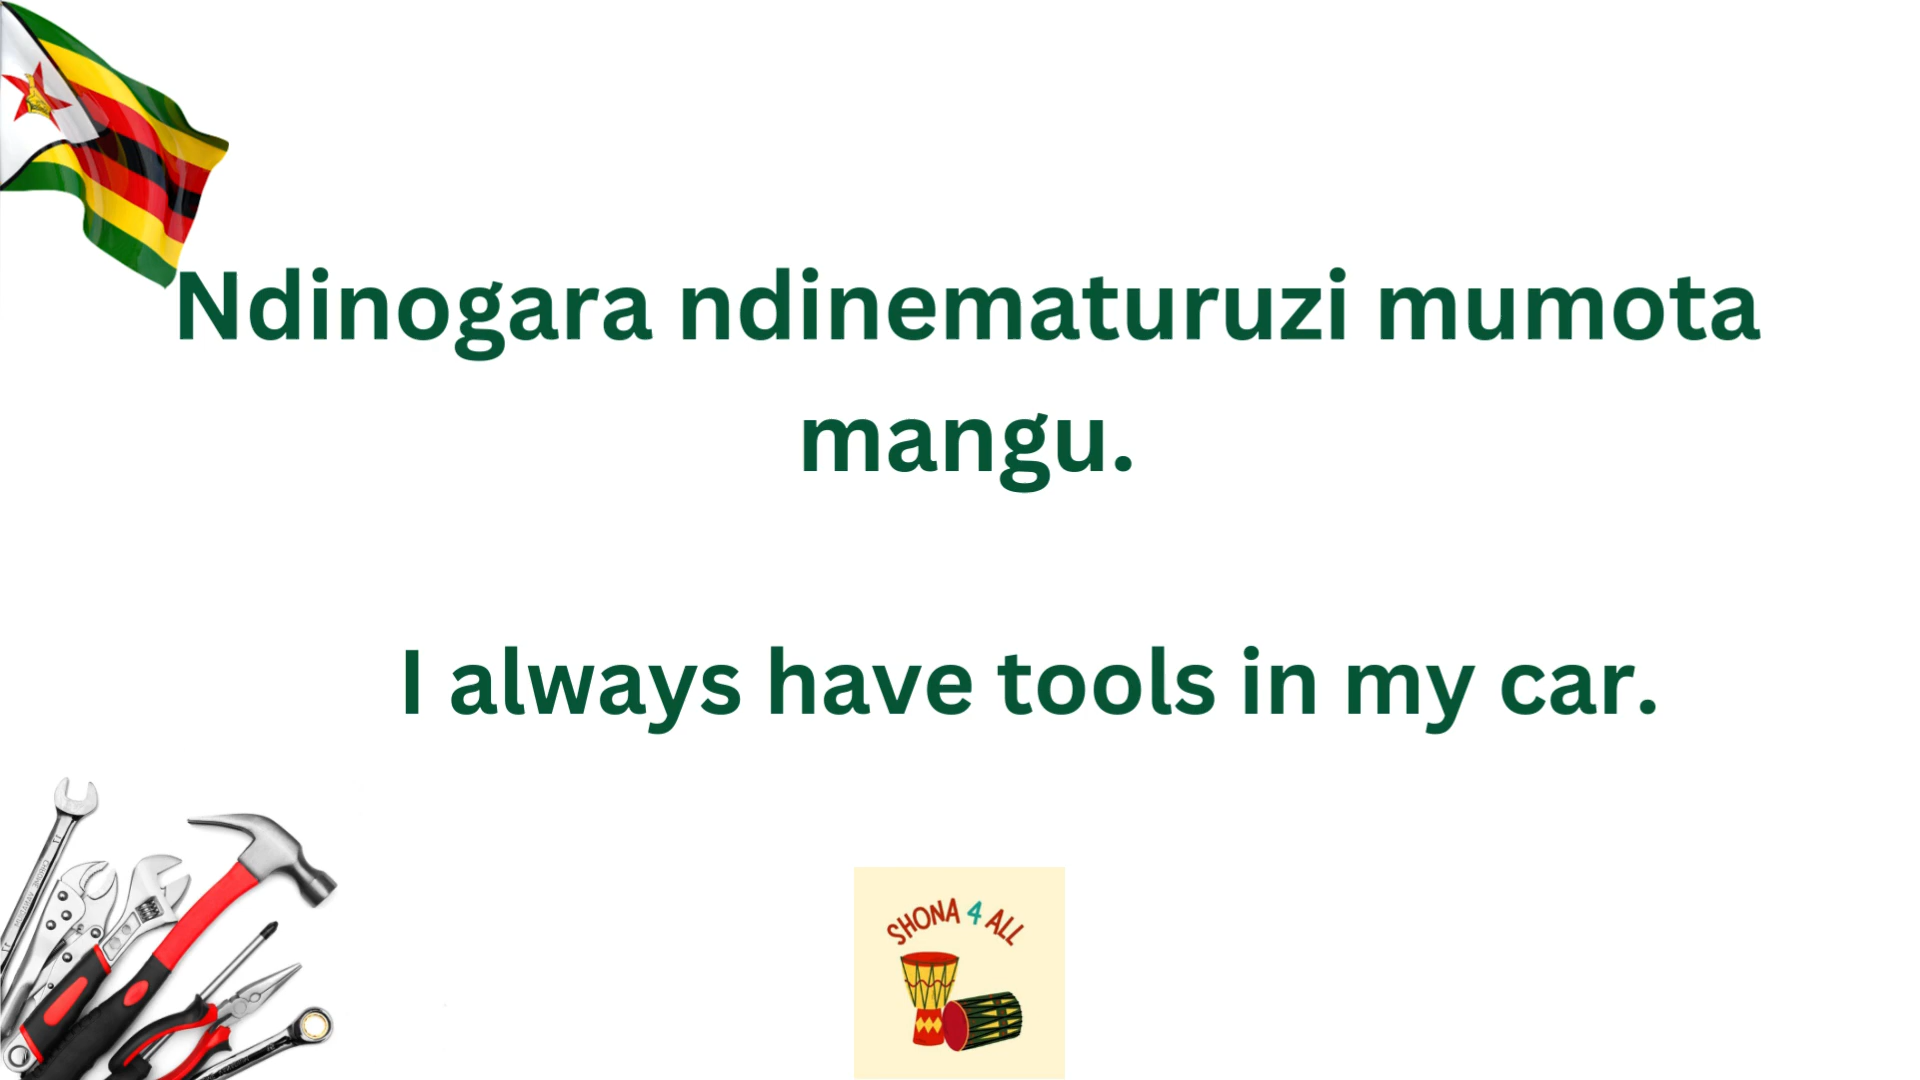 Ndinogara ndinematuruzi mumota
mangu.
I always have tools in my car.
SHONA 4 ALL